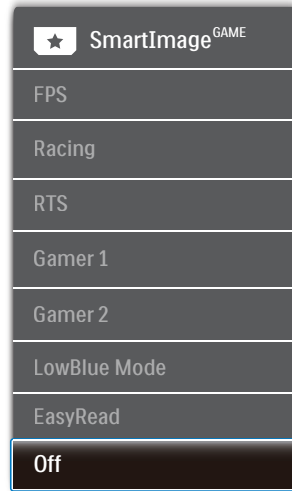 SmartImage GAME
FPS
Racing
RTS
Gamer 1
Gamer 2
LowBlue Mode
EasyRead
Off